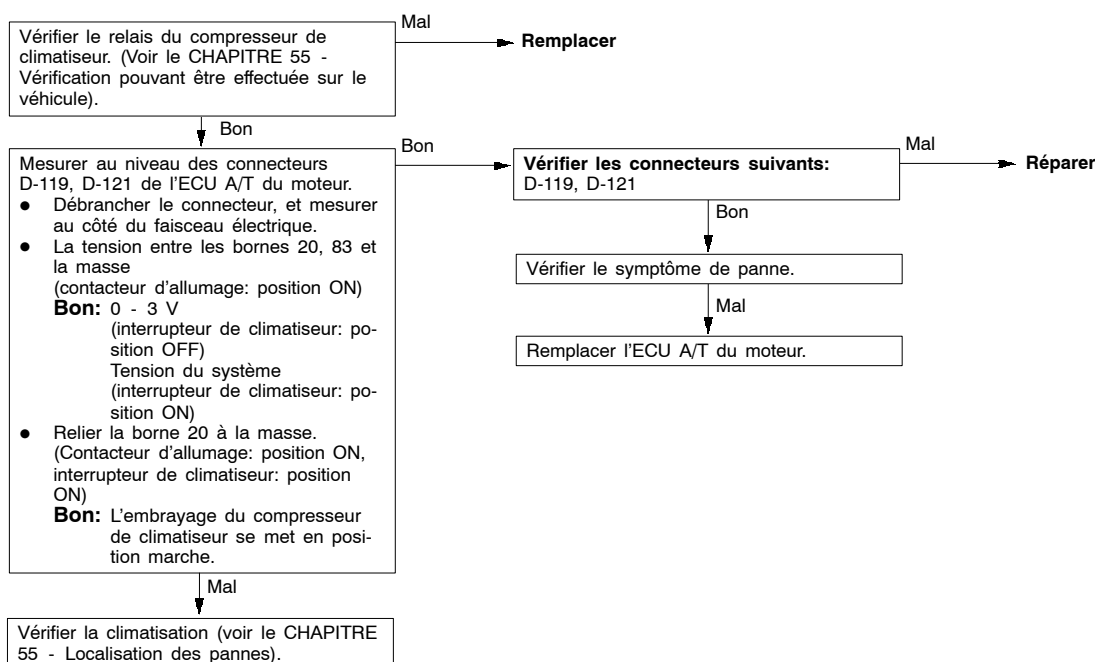 Vérifier le relais du compresseur de
climatiseur. (Voir le CHAPITRE 55 -
Vérification pouvant être effectuée sur le
véhicule).
Mal
Remplacer
Bon
Mesurer au niveau des connecteurs
D-119, D-121 de l'ECU A/T du moteur.
● Débrancher le connecteur, et mesurer
au côté du faisceau électrique.
● La tension entre les bornes 20, 83 et
la masse
(contacteur d'allumage: position ON)
Bon: 0 - 3 V
(interrupteur de climatiseur: po-
sition OFF)
Tension du système
(interrupteur de climatiseur: po-
sition ON)
● Relier la borne 20 à la masse.
(Contacteur d'allumage: position ON,
interrupteur de climatiseur: position
ON)
Bon: L'embrayage du compresseur
de climatiseur se met en posi-
tion marche.
Bon
Vérifier les connecteurs suivants:
D-119, D-121
Mal
Réparer
Bon
Vérifier le symptôme de panne.
Mal
Remplacer l'ECU A/T du moteur.
Mal
Vérifier la climatisation (voir le CHAPITRE
55 - Localisation des pannes).